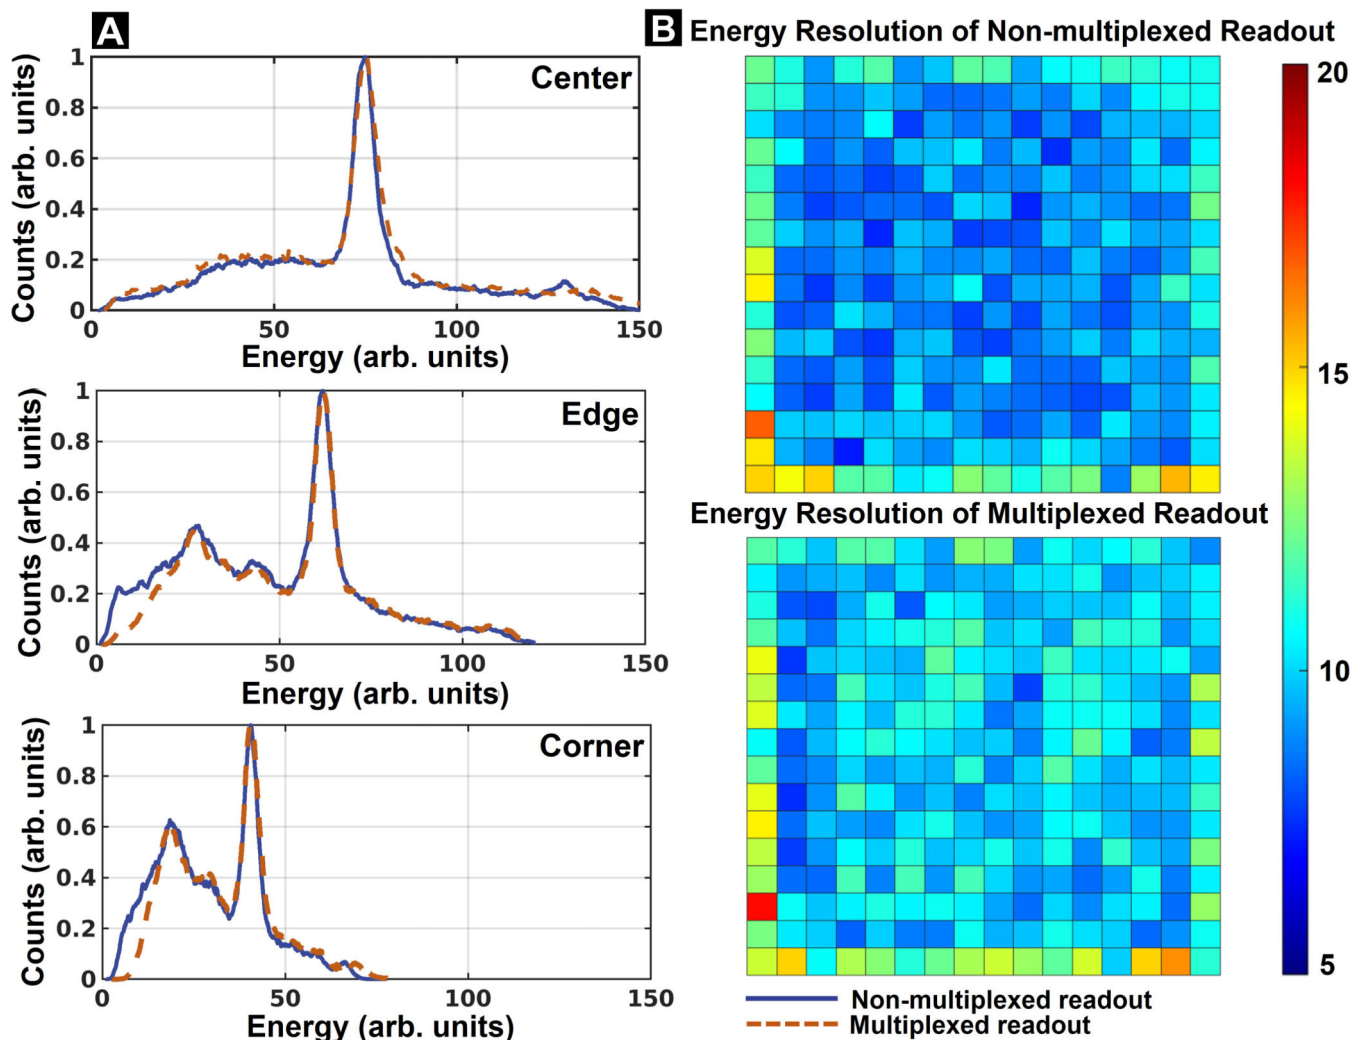 A
Center
Counts (arb. units)
1
0.8
0.6
0.4
0.2
0
0 50 100 150
Energy (arb. units)
Edge
Counts (arb. units)
1
0.8
0.6
0.4
0.2
0
0 50 100 150
Energy (arb. units)
Corner
Counts (arb. units)
1
0.8
0.6
0.4
0.2
0
0 50 100 150
Energy (arb. units)
B
Energy Resolution of Non-multiplexed Readout
Energy Resolution of Multiplexed Readout
20
15
10
5
Non-multiplexed readout
Multiplexed readout